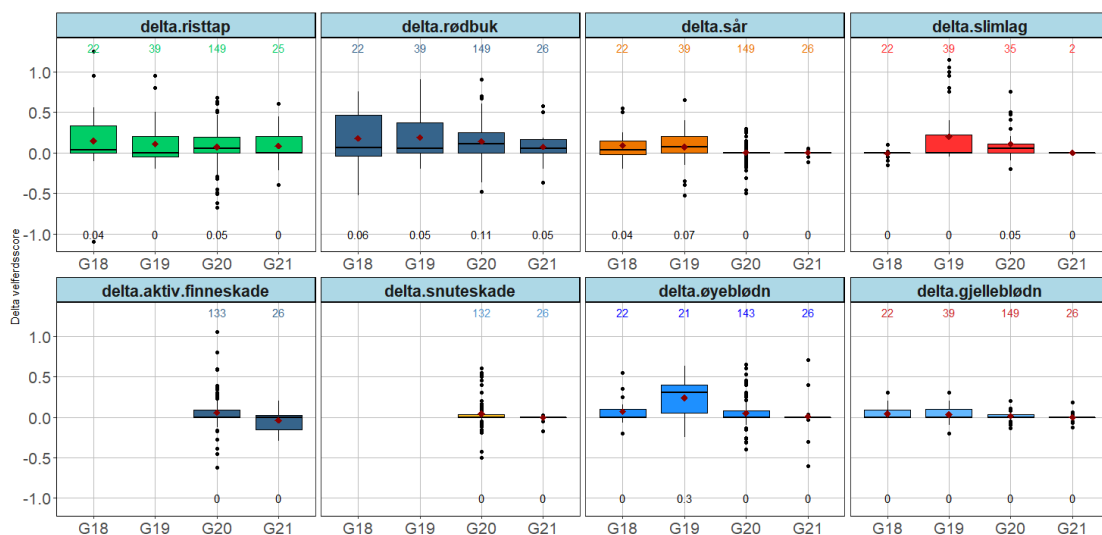 delta.risttap delta.rødbuk delta.sår delta.slimlag
22 39 149 25 22 39 149 26 22 39 149 26 22 39 35 2
1.0
0.5
0.0
-0.5
-1.0
0.04 0 0.05 0 0.06 0.05 0.11 0.05 0.04 0.07 0 0 0 0 0.05 0
G18 G19 G20 G21 G18 G19 G20 G21 G18 G19 G20 G21 G18 G19 G20 G21
Delta velferdsscore
delta.aktiv.finneskade delta.snuteskade delta.øyeblødn delta.gjelleblødn
133 26 132 26 22 21 143 26 22 39 149 26
1.0
0.5
0.0
-0.5
-1.0
0 0 0 0 0 0.3 0 0 0 0 0 0
G18 G19 G20 G21 G18 G19 G20 G21 G18 G19 G20 G21 G18 G19 G20 G21